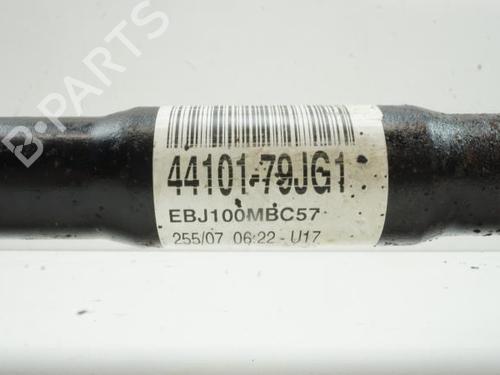 B-PARTS
44101-79JG1
EBJ100MBC57
255/07 06:22 - U17